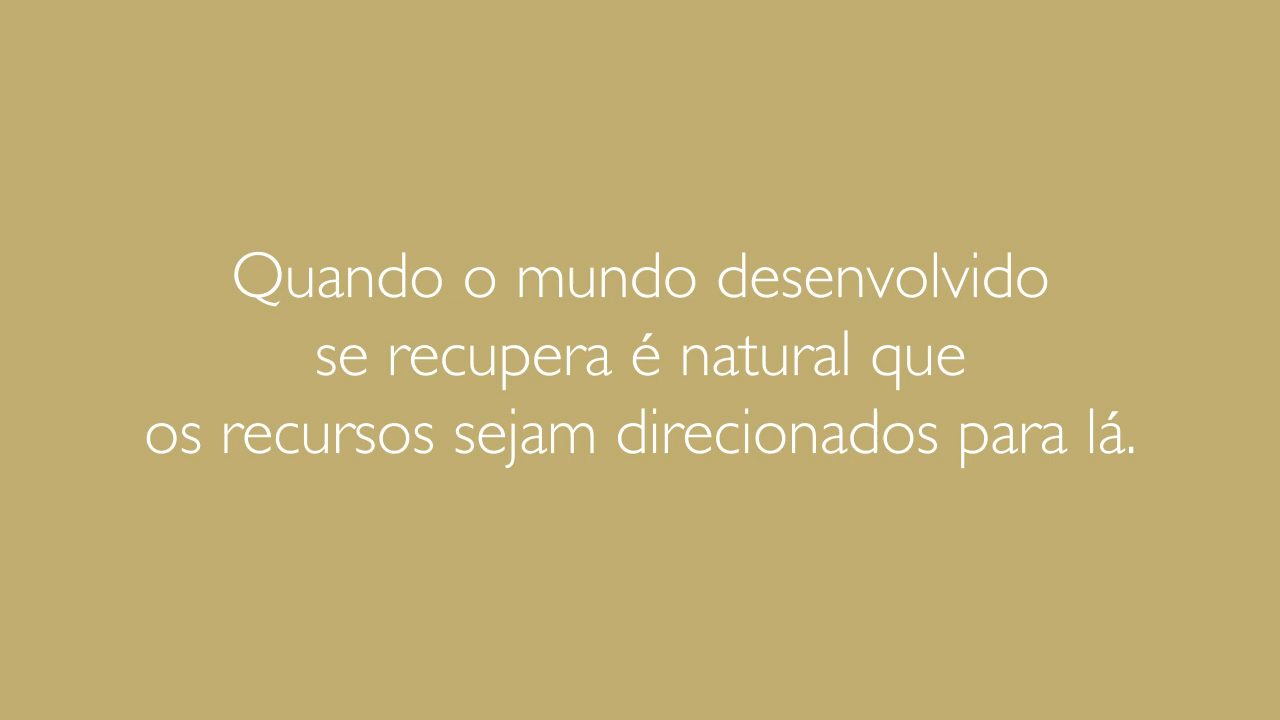 Quando o mundo desenvolvido
se recupera é natural que
os recursos sejam direcionados para lá.